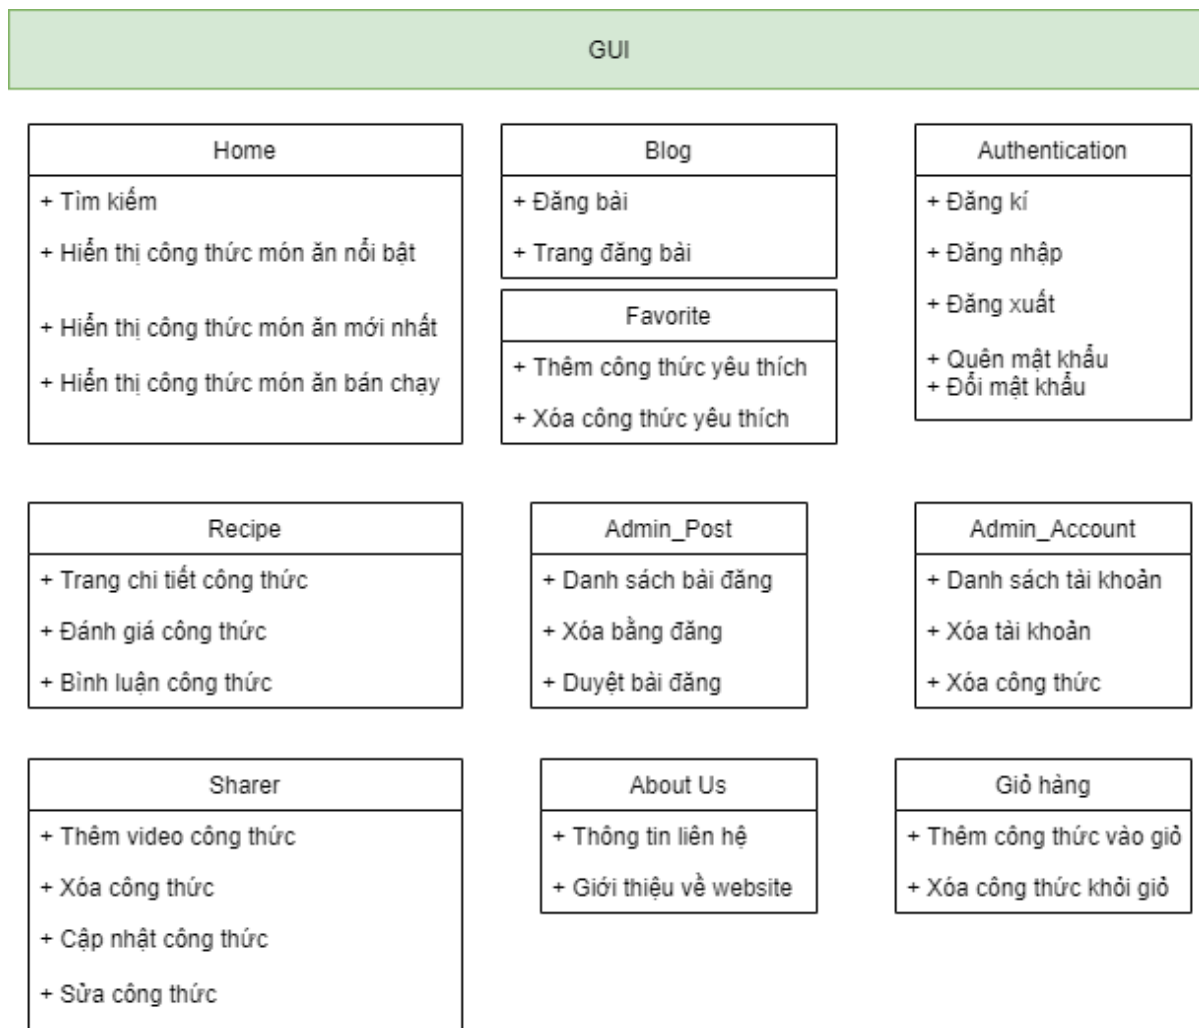 GUI
Home
+ Tìm kiếm
+ Hiển thị công thức món ăn nổi bật
+ Hiển thị công thức món ăn mới nhất
+ Hiển thị công thức món ăn bán chạy
Blog
+ Đăng bài
+ Trang đăng bài
Favorite
+ Thêm công thức yêu thích
+ Xóa công thức yêu thích
Authentication
+ Đăng kí
+ Đăng nhập
+ Đăng xuất
+ Quên mật khẩu
+ Đổi mật khẩu
Recipe
+ Trang chi tiết công thức
+ Đánh giá công thức
+ Bình luận công thức
Admin_Post
+ Danh sách bài đăng
+ Xóa bằng đăng
+ Duyệt bài đăng
Admin_Account
+ Danh sách tài khoản
+ Xóa tài khoản
+ Xóa công thức
Sharer
+ Thêm video công thức
+ Xóa công thức
+ Cập nhật công thức
+ Sửa công thức
About Us
+ Thông tin liên hệ
+ Giới thiệu về website
Giỏ hàng
+ Thêm công thức vào giỏ
+ Xóa công thức khỏi giỏ